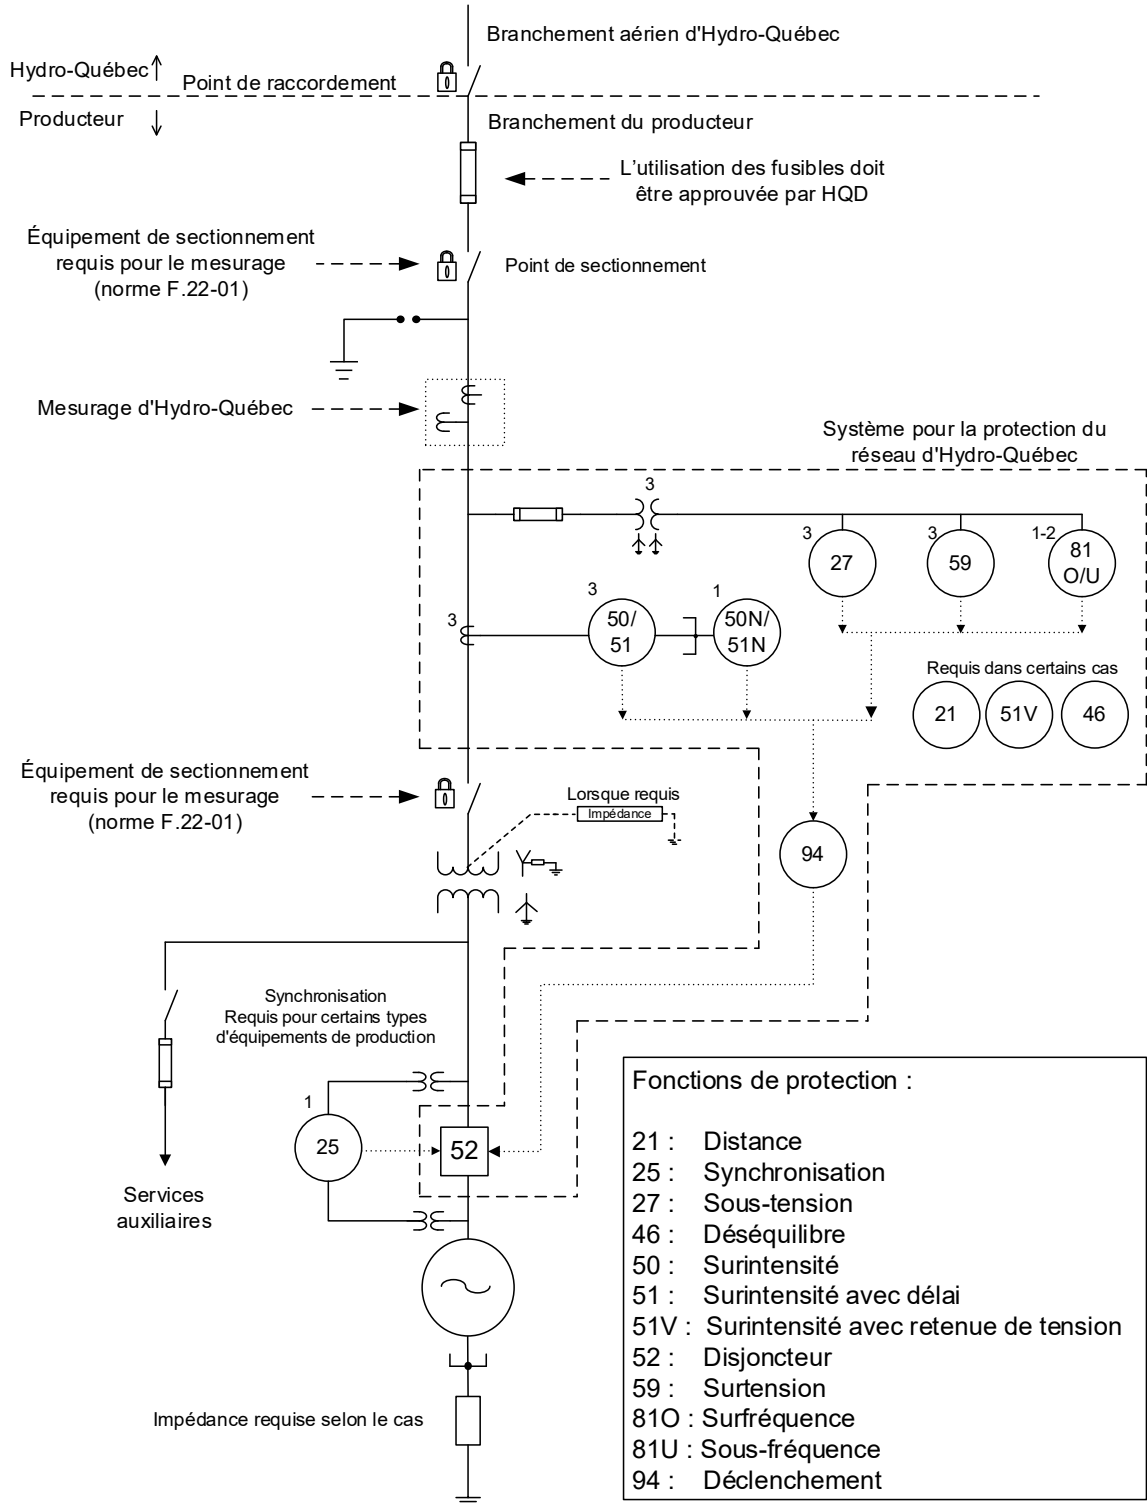 Branchement aérien d'Hydro-Québec
Hydro-Québec
Point de raccordement
Producteur
Branchement du producteur
L'utilisation des fusibles doit
être approuvée par HQD
Équipement de sectionnement
requis pour le mesurage
(norme F.22-01)
Point de sectionnement
Mesurage d'Hydro-Québec
Système pour la protection du
réseau d'Hydro-Québec
3
3
27
3
59
1-2
81
O/U
3
3
50/
51
1
50N/
51N
Requis dans certains cas
21
51V
46
Équipement de sectionnement
requis pour le mesurage
(norme F.22-01)
Lorsque requis
Impédance
94
Synchronisation
Requis pour certains types
d'équipements de production
1
25
52
Services
auxiliaires
Impédance requise selon le cas
Fonctions de protection :
21 : Distance
25 : Synchronisation
27 : Sous-tension
46 : Déséquilibre
50 : Surintensité
51 : Surintensité avec délai
51V : Surintensité avec retenue de tension
52 : Disjoncteur
59 : Surtension
81O : Surfréquence
81U : Sous-fréquence
94 : Déclenchement